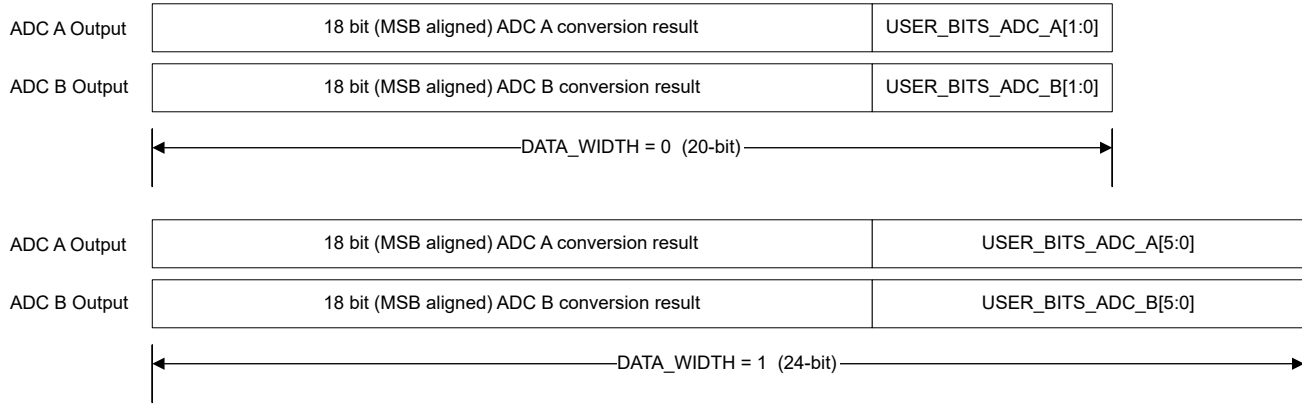 ADC A Output 18 bit (MSB aligned) ADC A conversion result USER_BITS_ADC_A[1:0]
ADC B Output 18 bit (MSB aligned) ADC B conversion result USER_BITS_ADC_B[1:0]
DATA_WIDTH = 0 (20-bit)
ADC A Output 18 bit (MSB aligned) ADC A conversion result USER_BITS_ADC_A[5:0]
ADC B Output 18 bit (MSB aligned) ADC B conversion result USER_BITS_ADC_B[5:0]
DATA_WIDTH = 1 (24-bit)